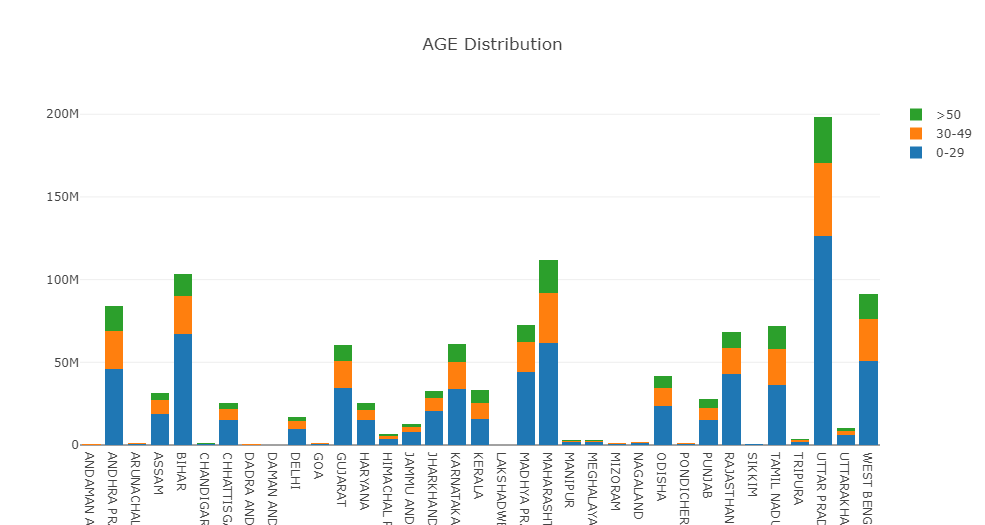 AGE Distribution
>50
30-49
0-29
200M
150M
100M
50M
0
ANDAMAN A
ANDHRA PR.
ARUNACHAL
ASSAM
BIHAR
CHANDIGAR
CHHATTISGA
DADRA AND
DAMAN AND
DELHI
GOA
GUJARAT
HARYANA
HIMACHAL P
JAMMU AND
JHARKHAND
KARNATAKA
KERALA
LAKSHADWE
MADHYA PR.
MAHARASHT
MANIPUR
MEGHALAYA
MIZORAM
NAGALAND
ODISHA
PONDICHER
PUNJAB
RAJASTHAN
SIKKIM
TAMIL NADU
TRIPURA
UTTAR PRAD
UTTARAKHA
WEST BENG